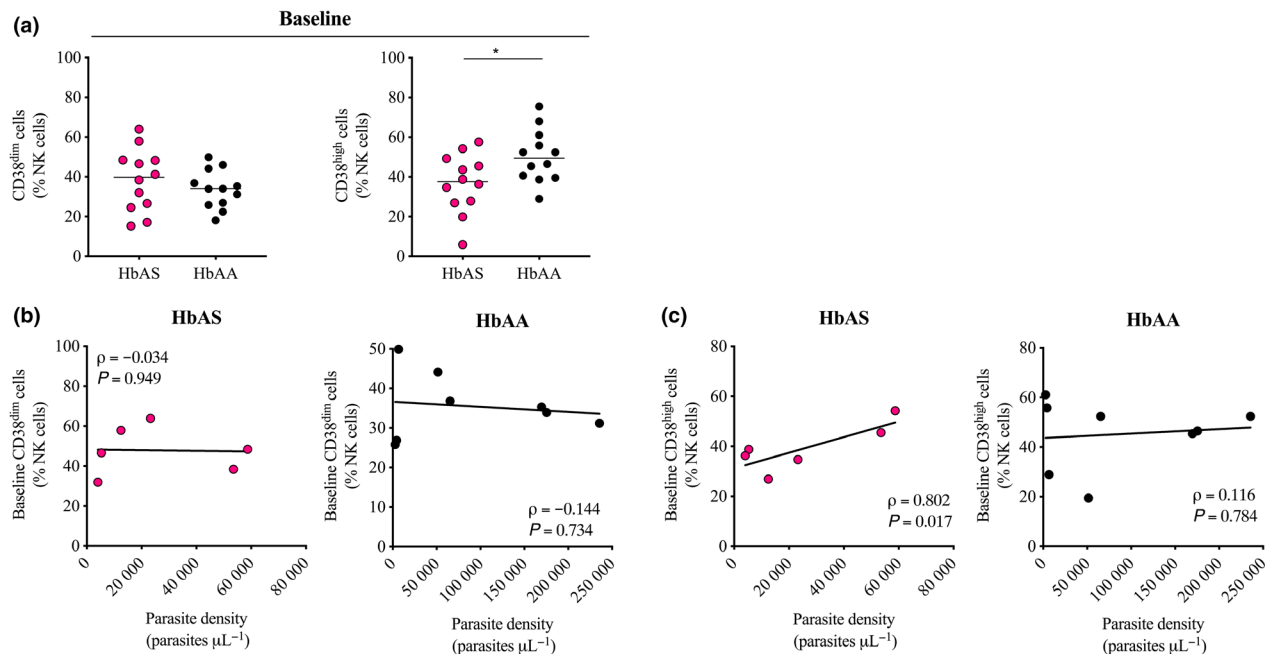 (a)
Baseline
CD38dim cells
(% NK cells)
100
80
60
40
20
0
HbAS
HbAA
CD38high cells
(% NK cells)
100
80
60
40
20
0
*
HbAS
HbAA
(b)
HbAS
Baseline CD38dim cells
(% NK cells)
100
80
60
40
20
0
ρ = −0.034
P = 0.949
0
20 000
40 000
60 000
80 000
Parasite density
(parasites μL−1)
HbAA
Baseline CD38dim cells
(% NK cells)
50
40
30
20
10
0
ρ = −0.144
P = 0.734
0
50 000
100 000
150 000
200 000
250 000
Parasite density
(parasites μL−1)
(c)
HbAS
Baseline CD38high cells
(% NK cells)
80
60
40
20
0
ρ = 0.802
P = 0.017
0
20 000
40 000
60 000
80 000
Parasite density
(parasites μL−1)
HbAA
Baseline CD38high cells
(% NK cells)
80
60
40
20
0
ρ = 0.116
P = 0.784
0
50 000
100 000
150 000
200 000
250 000
Parasite density
(parasites μL−1)